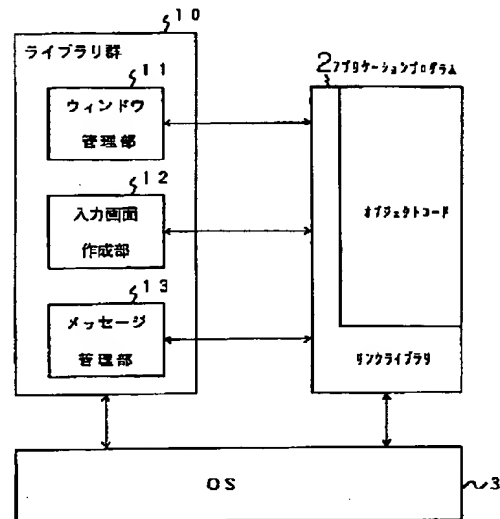 10
ライブラリ群
11
ウィンドウ
管理部
12
入力画面
作成部
13
メッセージ
管理部
2 アプリケーションプログラム
オブジェクトコード
リンクライブラリ
OS
3